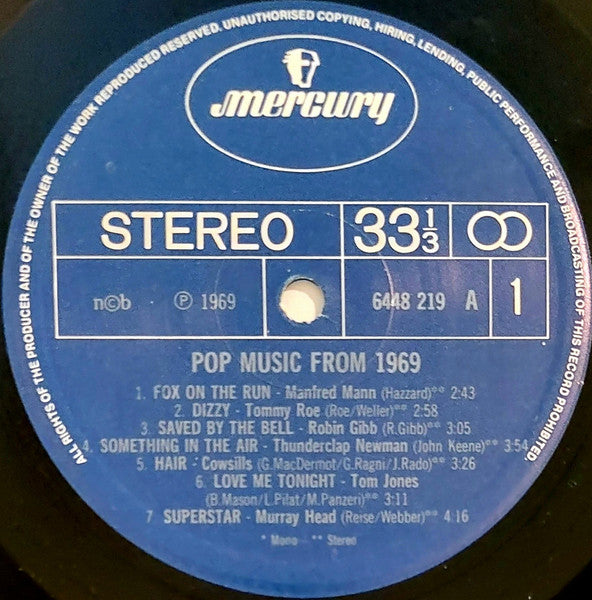 ALL RIGHTS OF THE PRODUCER AND OF THE OWNER OF THE WORK REPRODUCED RESERVED. UNAUTHORISED COPYING, HIRING, LENDING, PUBLIC PERFORMANCE AND BROADCASTING OF THIS RECORD PROHIBITED.
mercury
STEREO 33 1/3
n©b ℗ 1969 6448 219 A 1
POP MUSIC FROM 1969
1. FOX ON THE RUN - Manfred Mann (Hazzard)** 2:43
2. DIZZY - Tommy Roe (Roe/Weller)** 2:58
3. SAVED BY THE BELL - Robin Gibb (R.Gibb)** 3:05
4. SOMETHING IN THE AIR - Thunderclap Newman (John Keene)** 3:54
5. HAIR - Cowsills (G.MacDermot/G.Ragni/J.Rado)** 3:26
6. LOVE ME TONIGHT - Tom Jones
(B.Mason/L.Pilat/M.Panzeri)** 3:11
7 SUPERSTAR - Murray Head (Reise/Webber)** 4:16
* Mono -- ** Stereo